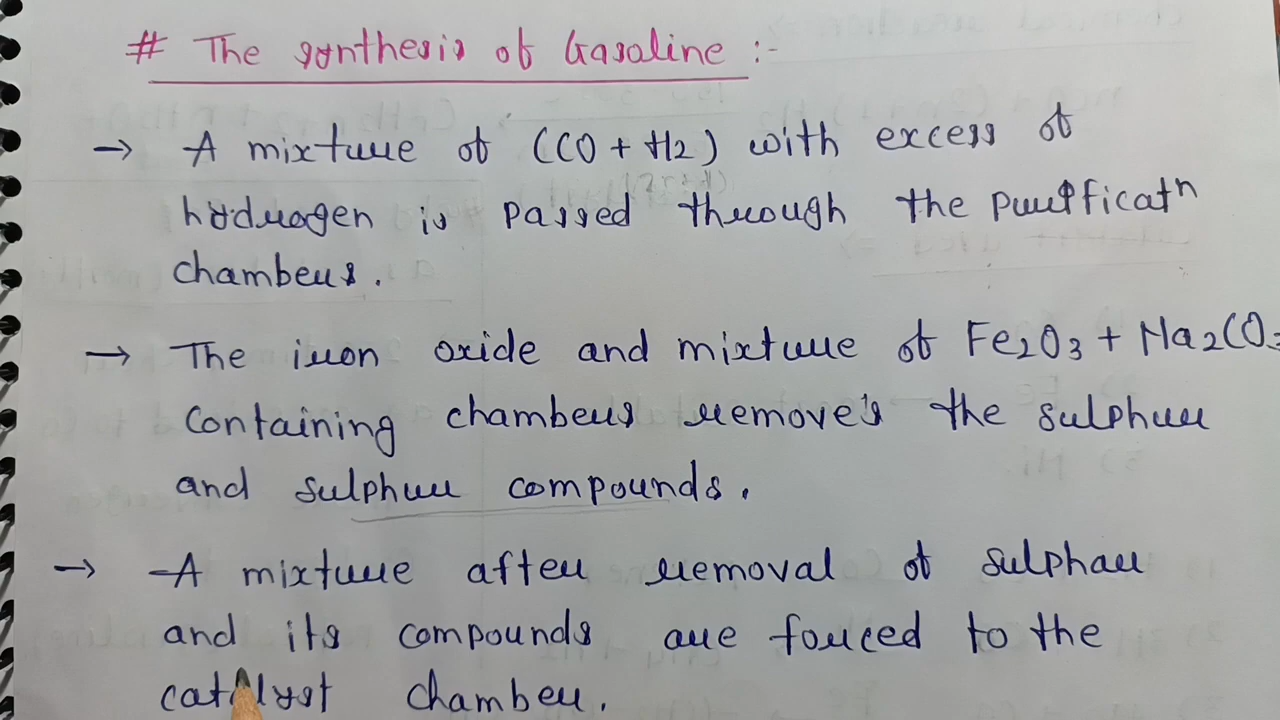 # The synthesis of Gasoline :-
→ A mixture of (CO + H2) with excess of
hydrogen is passed through the purificatn
chambers.
→ The iron oxide and mixture of Fe2O3 + Na2CO3
containing chambers remove's the sulphur
and sulphur compounds.
→ A mixture after removal of sulphar
and its compounds are forced to the
catalyst chamber.